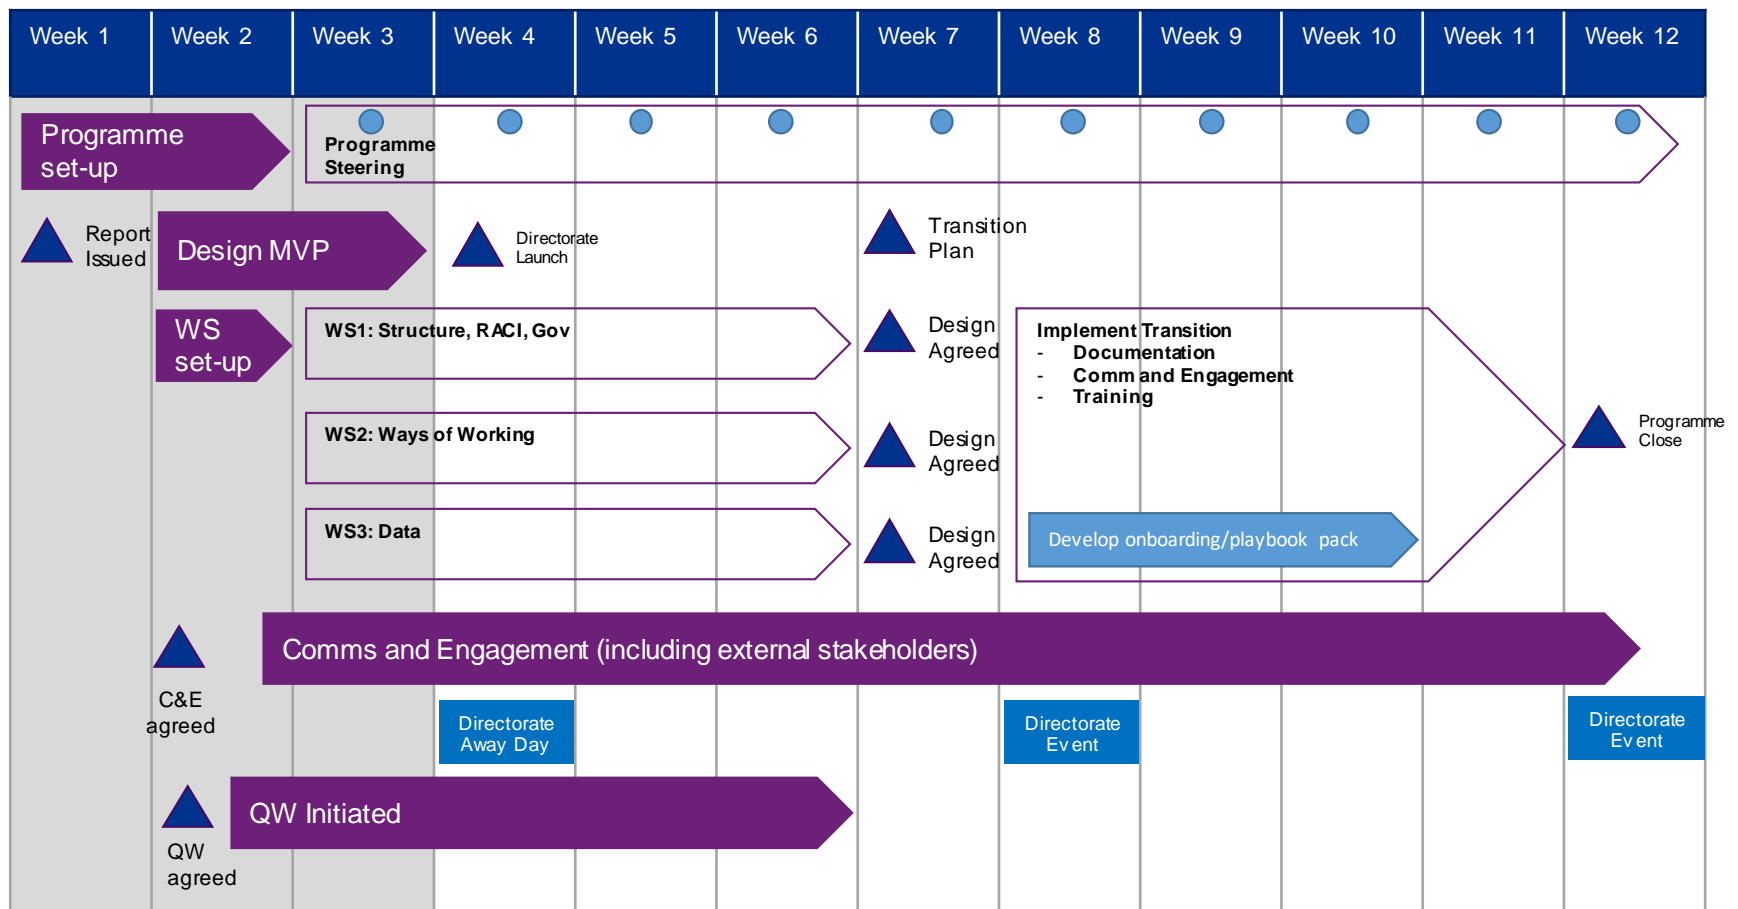 Week 1
Week 2
Week 3
Week 4
Week 5
Week 6
Week 7
Week 8
Week 9
Week 10
Week 11
Week 12
Programme
set-up
Programme
Steering
Report
Issued
Design MVP
Directorate
Launch
Transition
Plan
WS
set-up
WS1: Structure, RACI, Gov
Design
Agreed
Implement Transition
- Documentation
- Comm and Engagement
- Training
WS2: Ways of Working
Design
Agreed
Programme
Close
WS3: Data
Design
Agreed
Develop onboarding/playbook pack
Comms and Engagement (including external stakeholders)
C&E
agreed
Directorate
Away Day
Directorate
Event
Directorate
Event
QW Initiated
QW
agreed